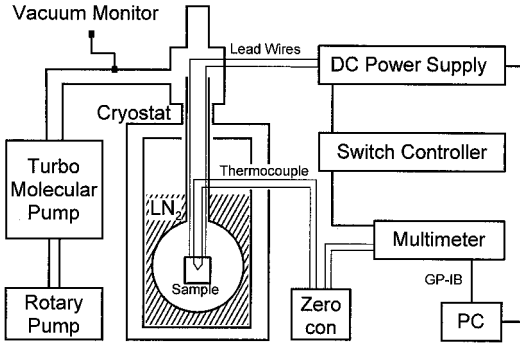 Vacuum Monitor
Lead Wires
DC Power Supply
Cryostat
Turbo
Molecular
Pump
Thermocouple
Switch Controller
LN2
Multimeter
Sample
GP-IB
Rotary
Pump
Zero
con
PC